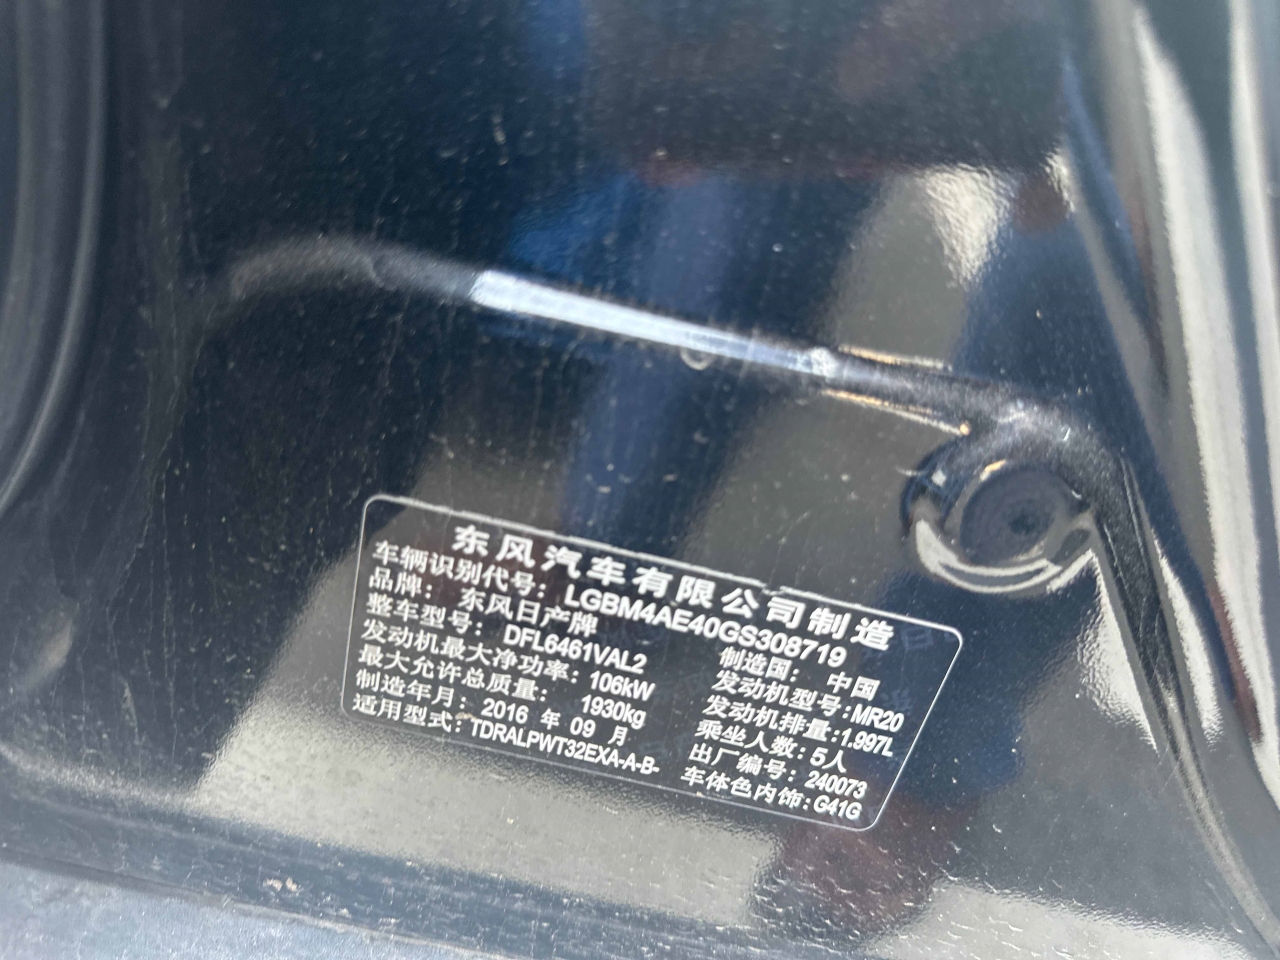 东风汽车有限公司制造
车辆识别代号: LGBM4AE40GS308719
品牌: 东风日产牌 制造国: 中国
整车型号: DFL6461VAL2 发动机型号:MR20
发动机最大净功率: 106kW 发动机排量:1.997L
最大允许总质量: 1930kg 乘坐人数: 5人
制造年月: 2016 年 09 月 出厂编号: 240073
适用型式: TDRALPWT32EXA-A-B- 车体色内饰: G41G